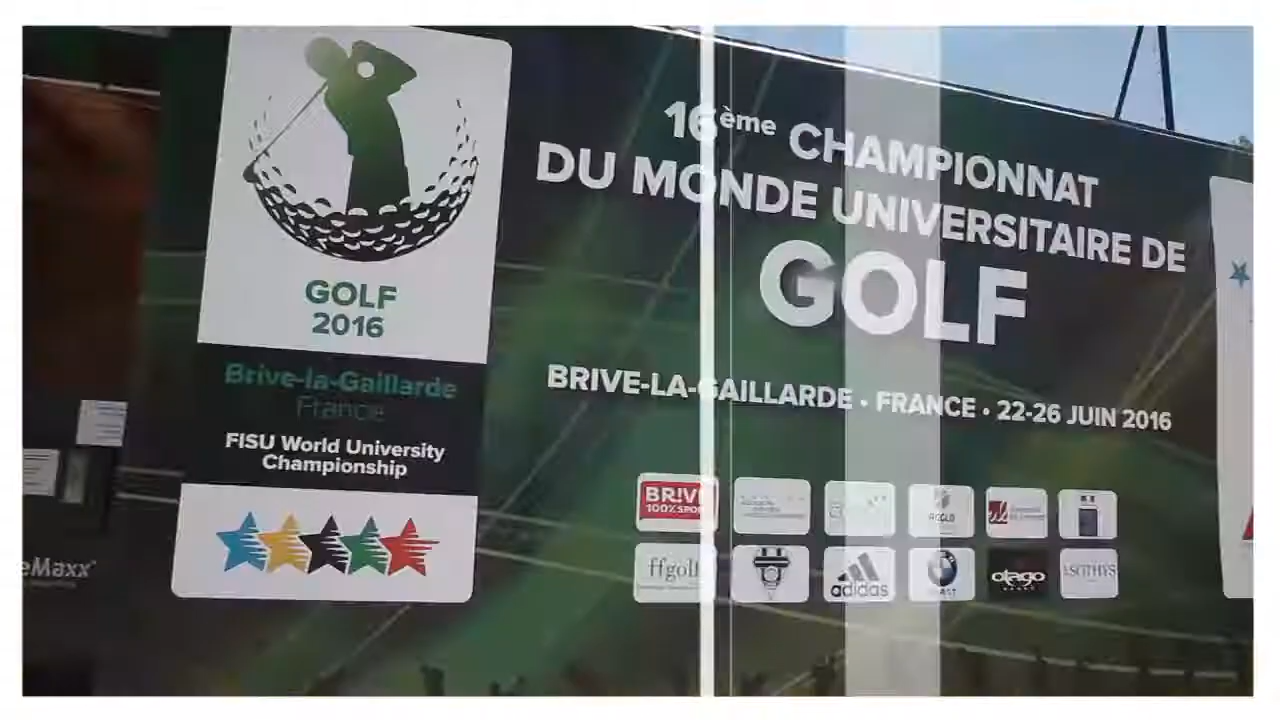 GOLF
2016
Brive-la-Gaillarde
France
FISU World University
Championship
16ème CHAMPIONNAT
DU MONDE UNIVERSITAIRE DE
GOLF
BRIVE-LA-GAILLARDE • FRANCE • 22-26 JUIN 2016
BRIVE
100% SPORT
ffgolf
adidas
otago
eMaxx